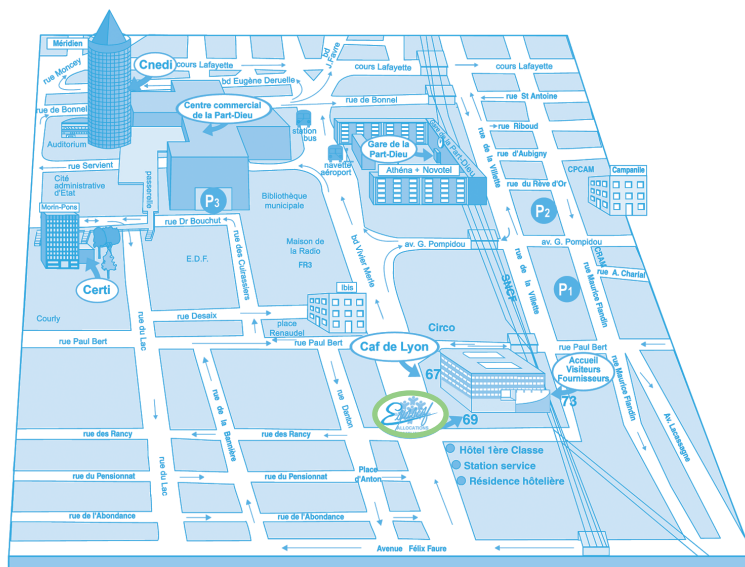 Méridien
Cnedi
rue Moncey
cours Lafayette
bd
J.Favre
cours Lafayette
cours Lafayette
bd Eugène Deruelle
rue St Antoine
rue de Bonnel
Centre commercial
de la Part-Dieu
rue de Bonnel
station
bus
rue Riboud
Auditorium
Gare de la
Part-Dieu
rue de la Villette
rue d'Aubigny
rue Servient
navette
aéroport
Athéna + Novotel
CPCAM
Campanile
Cité
administrative
d'Etat
passerelle
P3
Bibliothèque
municipale
rue du Rêve d'Or
Morin-Pons
P2
rue Dr Bouchut
bd Vivier Merle
av. G. Pompidou
av. G. Pompidou
Maison de
la Radio
FR3
E.D.F.
rue des Cuirassiers
CRAM
rue A. Charial
Certi
SNCF
rue de la Villette
P1
rue Maurice Flandin
Ibis
Courly
rue du Lac
rue Desaix
place
Renaudel
Circo
rue Paul Bert
rue Paul Bert
Caf de Lyon
rue Paul Bert
Accueil
Visiteurs
Fournisseurs
67
73
rue Maurice Flandin
Av. Lacassagne
rue de la Bannière
rue Danton
ALLOCATIONS
69
rue des Rancy
rue des Rancy
Hôtel 1ère Classe
Station service
Résidence hôtelière
rue du Lac
rue du Pensionnat
rue du Pensionnat
Place
d'Anton
rue de l'Abondance
rue de l'Abondance
Avenue Félix Faure